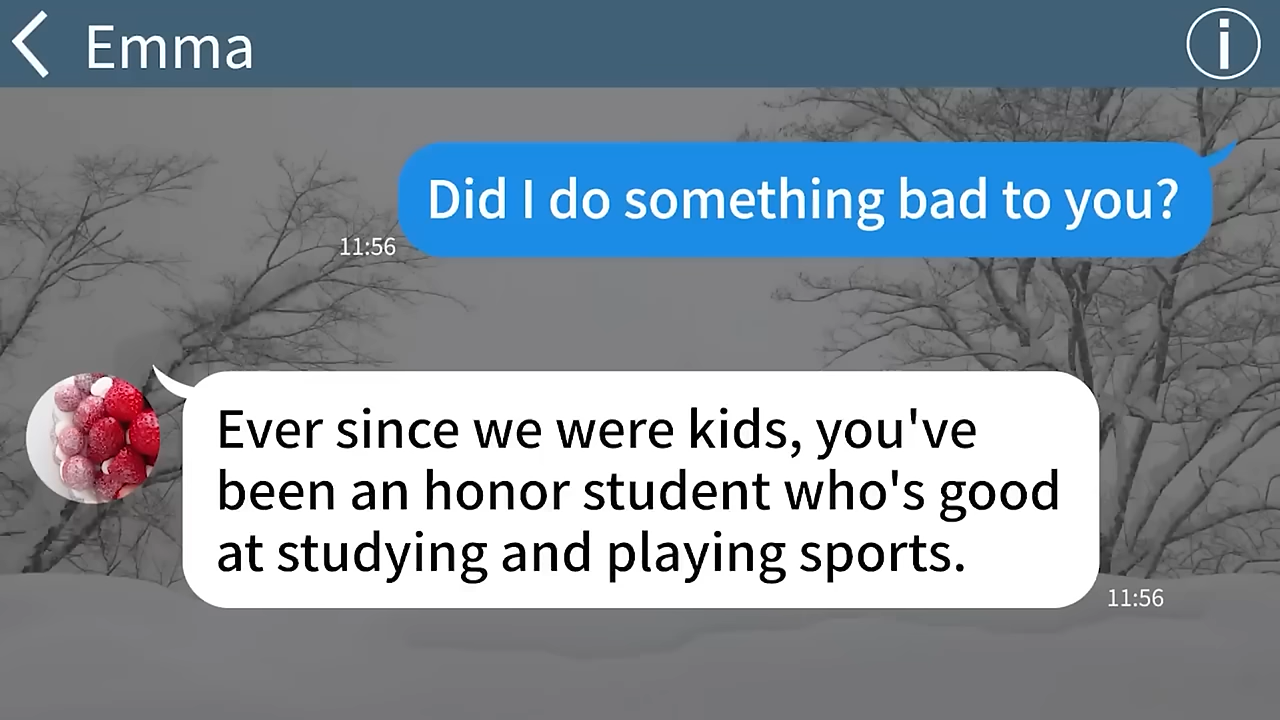 Emma
Did I do something bad to you?
11:56
Ever since we were kids, you've
been an honor student who's good
at studying and playing sports.
11:56